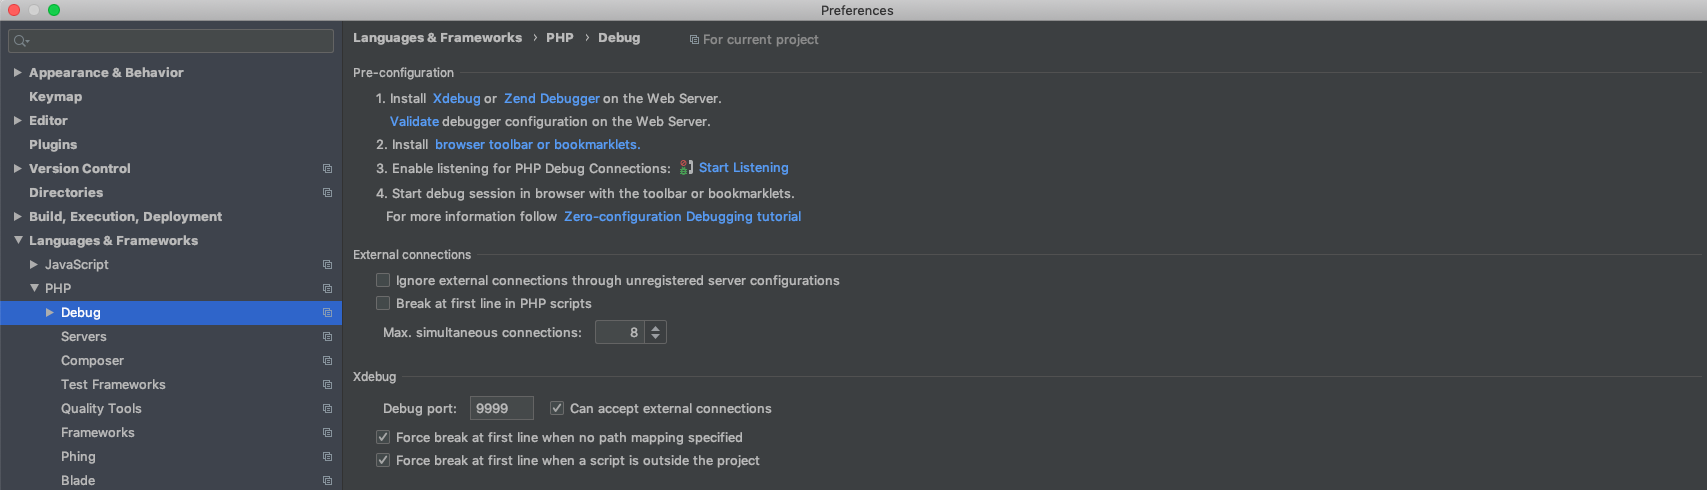 Preferences
Appearance & Behavior
Keymap
Editor
Plugins
Version Control
Directories
Build, Execution, Deployment
Languages & Frameworks
JavaScript
PHP
Debug
Servers
Composer
Test Frameworks
Quality Tools
Frameworks
Phing
Blade
Languages & Frameworks › PHP › Debug For current project
Pre-configuration
1. Install Xdebug or Zend Debugger on the Web Server.
Validate debugger configuration on the Web Server.
2. Install browser toolbar or bookmarklets.
3. Enable listening for PHP Debug Connections: Start Listening
4. Start debug session in browser with the toolbar or bookmarklets.
For more information follow Zero-configuration Debugging tutorial
External connections
Ignore external connections through unregistered server configurations
Break at first line in PHP scripts
Max. simultaneous connections: 8
Xdebug
Debug port: 9999 Can accept external connections
Force break at first line when no path mapping specified
Force break at first line when a script is outside the project